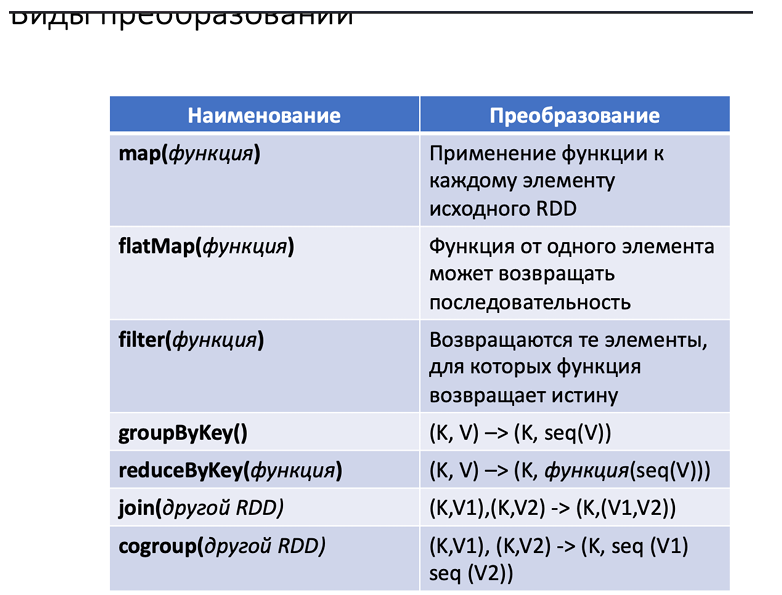 Виды преобразований
Наименование Преобразование
map(функция) Применение функции к
каждому элементу
исходного RDD
flatMap(функция) Функция от одного элемента
может возвращать
последовательность
filter(функция) Возвращаются те элементы,
для которых функция
возвращает истину
groupByKey() (K, V) –> (K, seq(V))
reduceByKey(функция) (K, V) –> (K, функция(seq(V)))
join(другой RDD) (K,V1),(K,V2) -> (K,(V1,V2))
cogroup(другой RDD) (K,V1), (K,V2) -> (K, seq (V1)
seq (V2))